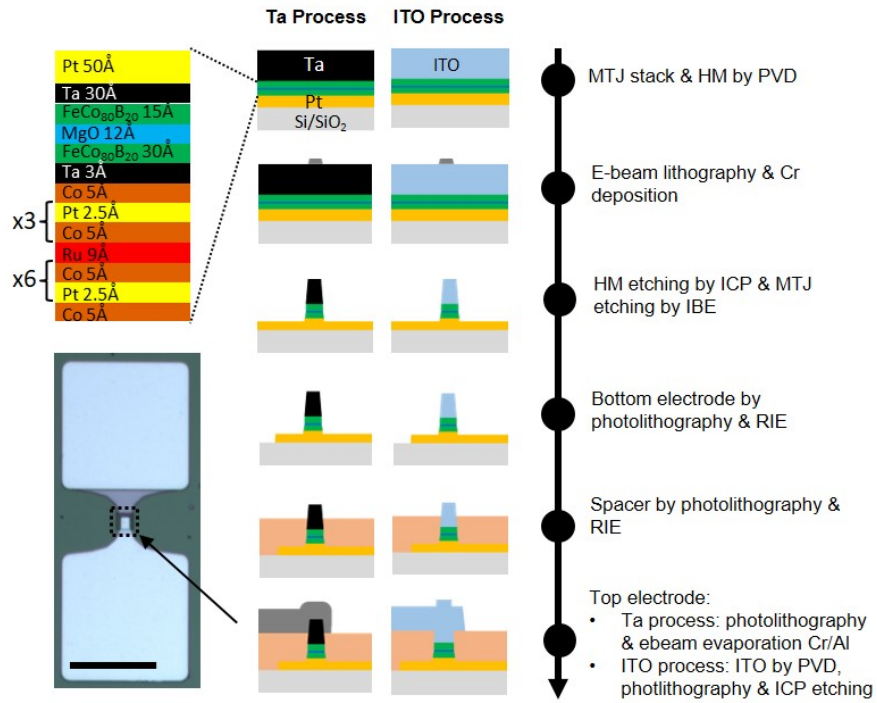 Ta Process
ITO Process
Pt 50Å
Ta 30Å
FeCo₈₀B₂₀ 15Å
MgO 12Å
FeCo₈₀B₂₀ 30Å
Ta 3Å
Co 5Å
Pt 2.5Å
Co 5Å
x3
Ru 9Å
Co 5Å
Pt 2.5Å
x6
Co 5Å
Ta
Pt
Si/SiO₂
ITO
MTJ stack & HM by PVD
E-beam lithography & Cr
deposition
HM etching by ICP & MTJ
etching by IBE
Bottom electrode by
photolithography & RIE
Spacer by photolithography &
RIE
Top electrode:
• Ta process: photolithography
& ebeam evaporation Cr/Al
• ITO process: ITO by PVD,
photlithography & ICP etching